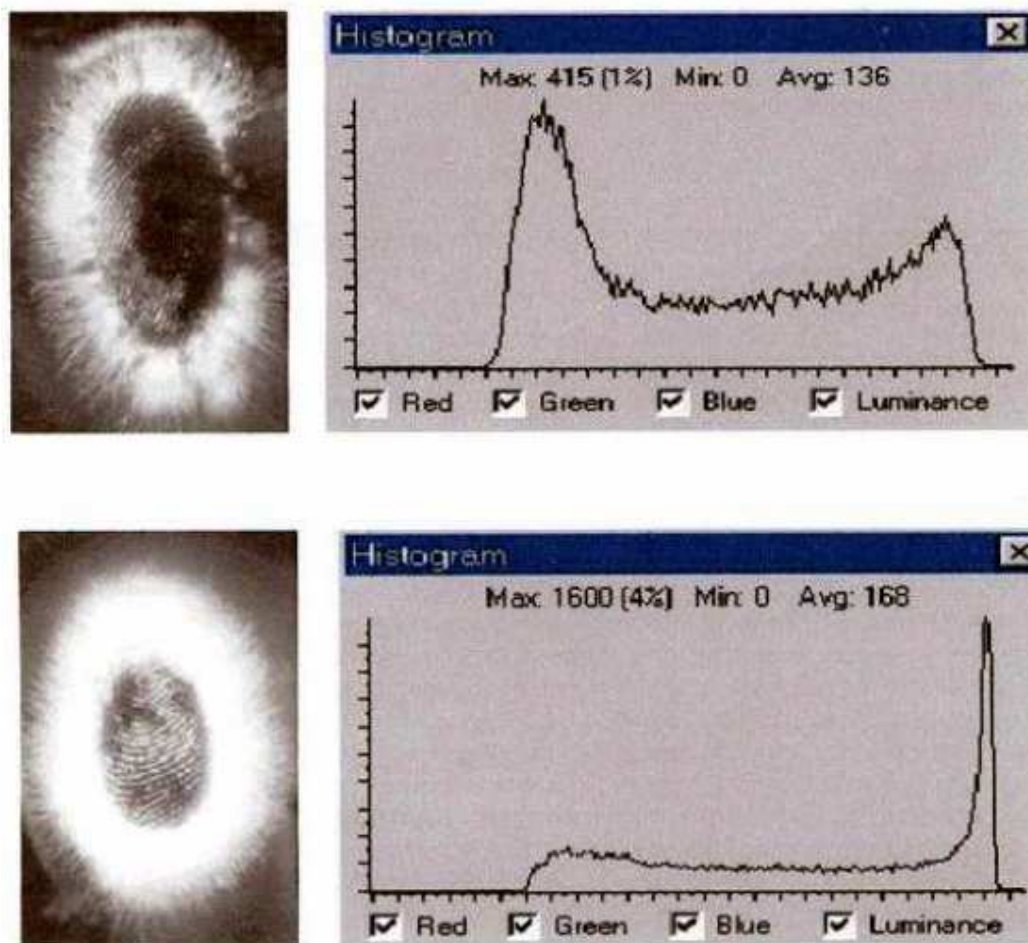 Histogram
Max: 415 (1%) Min: 0 Avg: 136
Red Green Blue Luminance
Histogram
Max: 1600 (4%) Min: 0 Avg: 168
Red Green Blue Luminance